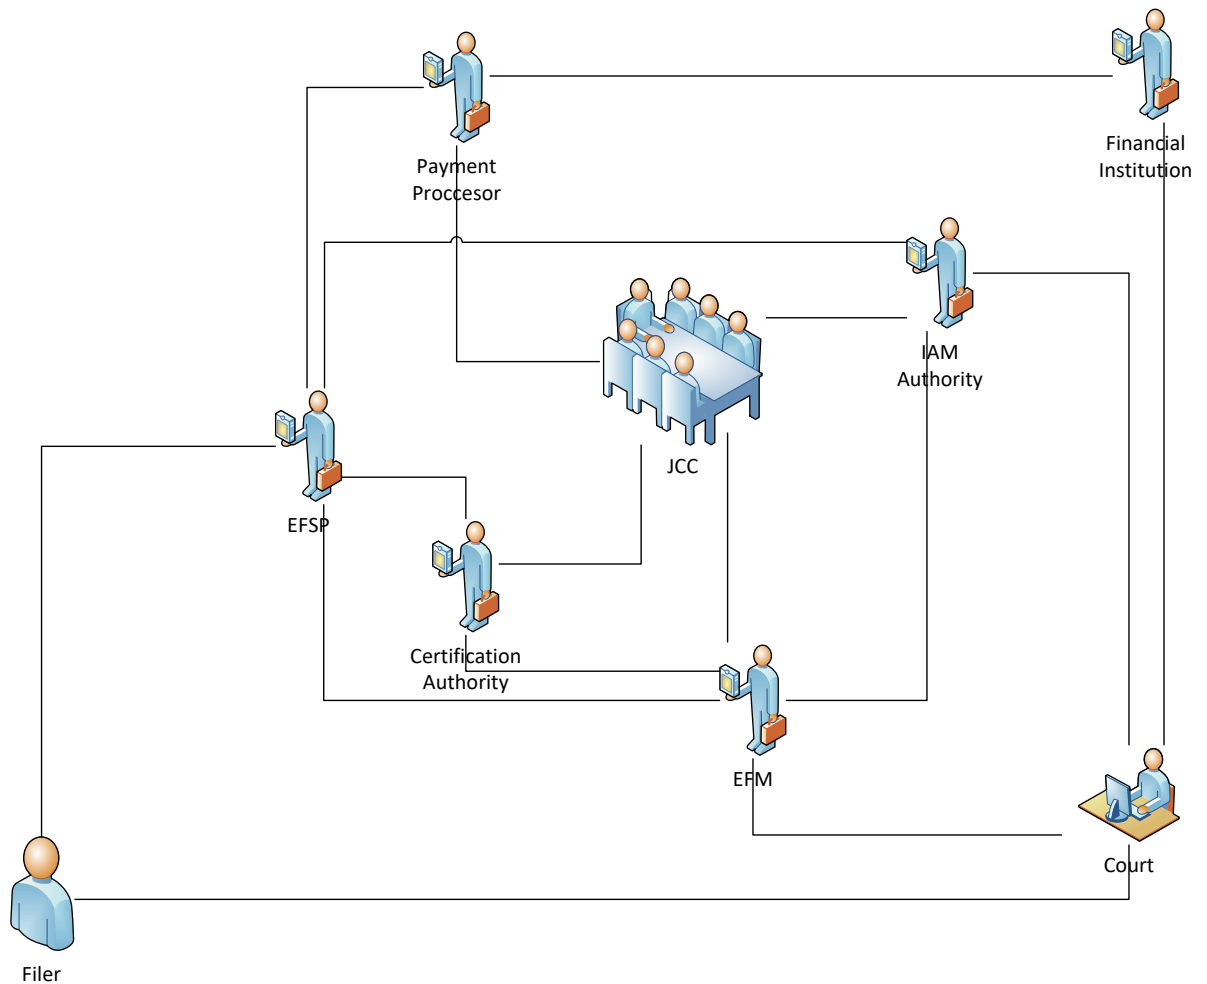 Payment
Proccesor
Financial
Institution
IAM
Authority
JCC
EFSP
Certification
Authority
EFM
Court
Filer